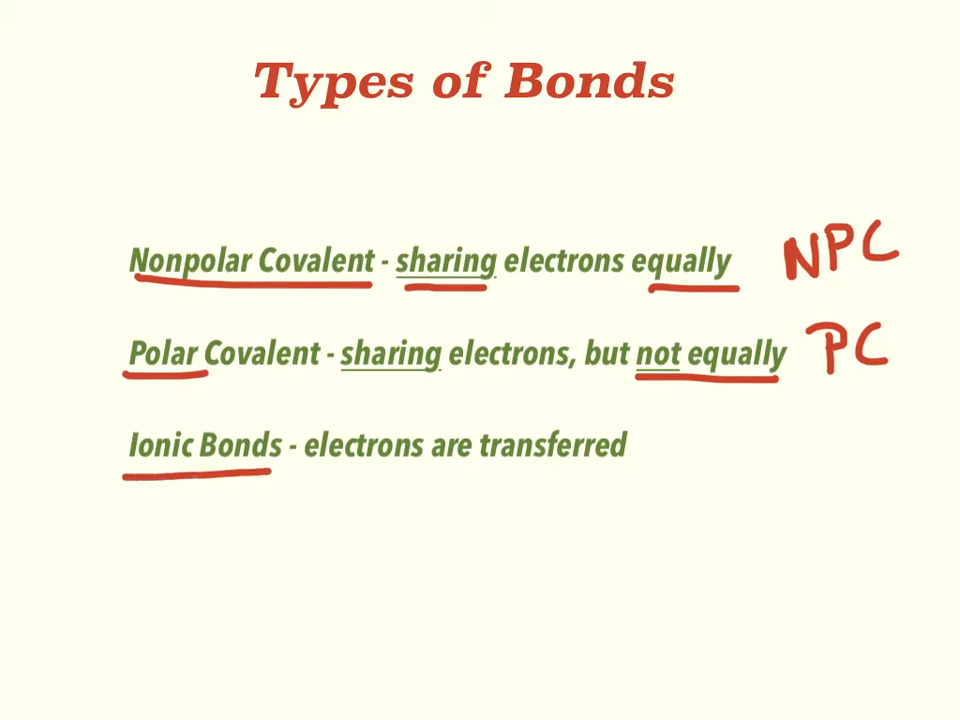 Types of Bonds
Nonpolar Covalent - sharing electrons equally NPC
Polar Covalent - sharing electrons, but not equally PC
Ionic Bonds - electrons are transferred